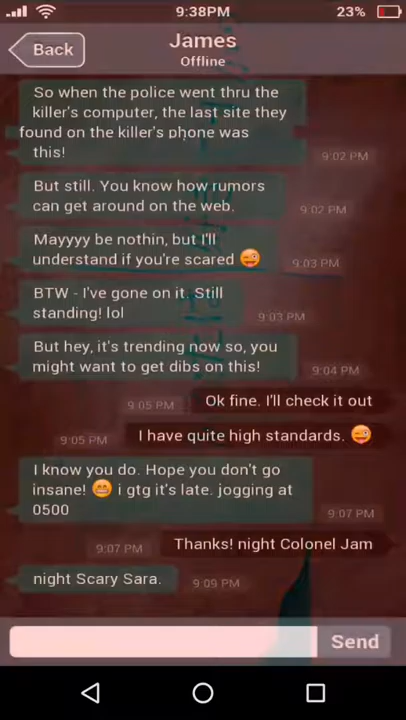 9:38PM
23%
Back
James
Offline
So when the police went thru the
killer's computer, the last site they
found on the killer's phone was
this!
9:02 PM
But still. You know how rumors
can get around on the web.
9:02 PM
Mayyyy be nothin, but I'll
understand if you're scared 😜
9:03 PM
BTW - I've gone on it. Still
standing! lol
9:03 PM
But hey, it's trending now so, you
might want to get dibs on this!
9:04 PM
9:05 PM
Ok fine. I'll check it out
9:05 PM
I have quite high standards. 😜
I know you do. Hope you don't go
insane! 😁 i gtg it's late. jogging at
0500
9:07 PM
9:07 PM
Thanks! night Colonel Jam
night Scary Sara.
9:09 PM
Send